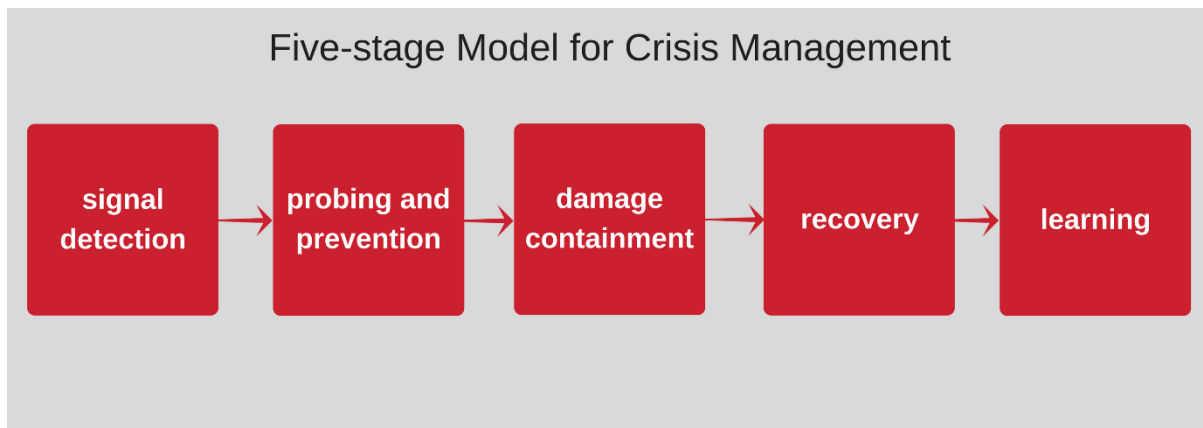 Five-stage Model for Crisis Management
signal
detection
probing and
prevention
damage
containment
recovery
learning